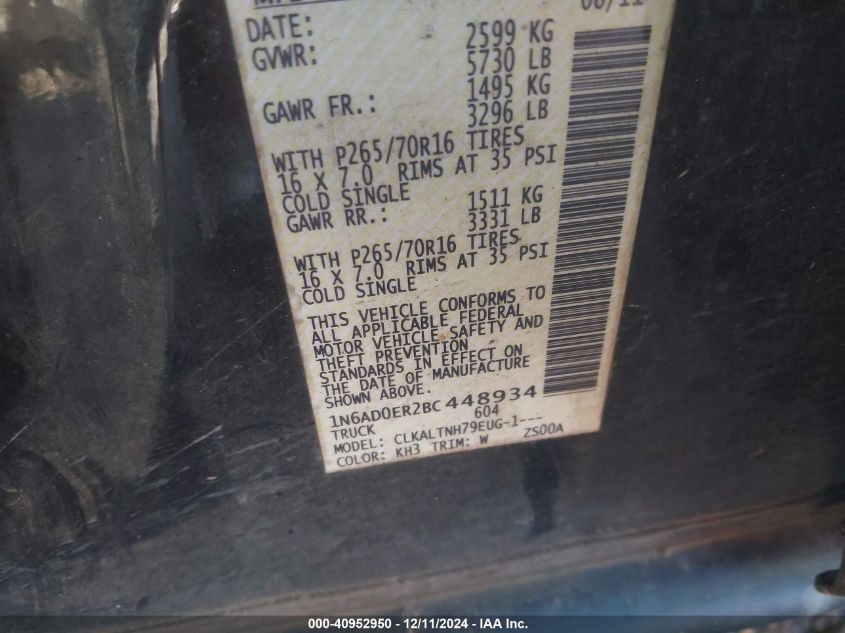 DATE: 06/11
GVWR: 2599 KG
5730 LB
GAWR FR.: 1495 KG
3296 LB
WITH P265/70R16 TIRES
16 X 7.0 RIMS AT 35 PSI
COLD SINGLE
GAWR RR.: 1511 KG
3331 LB
WITH P265/70R16 TIRES
16 X 7.0 RIMS AT 35 PSI
COLD SINGLE
THIS VEHICLE CONFORMS TO
ALL APPLICABLE FEDERAL
MOTOR VEHICLE SAFETY AND
THEFT PREVENTION
STANDARDS IN EFFECT ON
THE DATE OF MANUFACTURE
SHOWN ABOVE.
1N6AD0ER2BC448934
TRUCK 604
MODEL: CLKALTNH79EUG-1---
COLOR: KH3 TRIM: W ZS00A
000-40952950 - 12/11/2024 - IAA Inc.